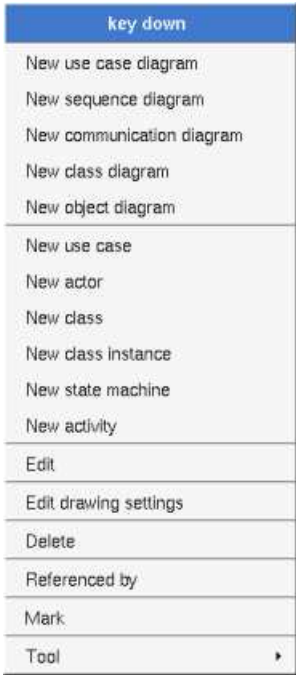 key down
New use case diagram
New sequence diagram
New communication diagram
New class diagram
New object diagram
New use case
New actor
New class
New class instance
New state machine
New activity
Edit
Edit drawing settings
Delete
Referenced by
Mark
Tool